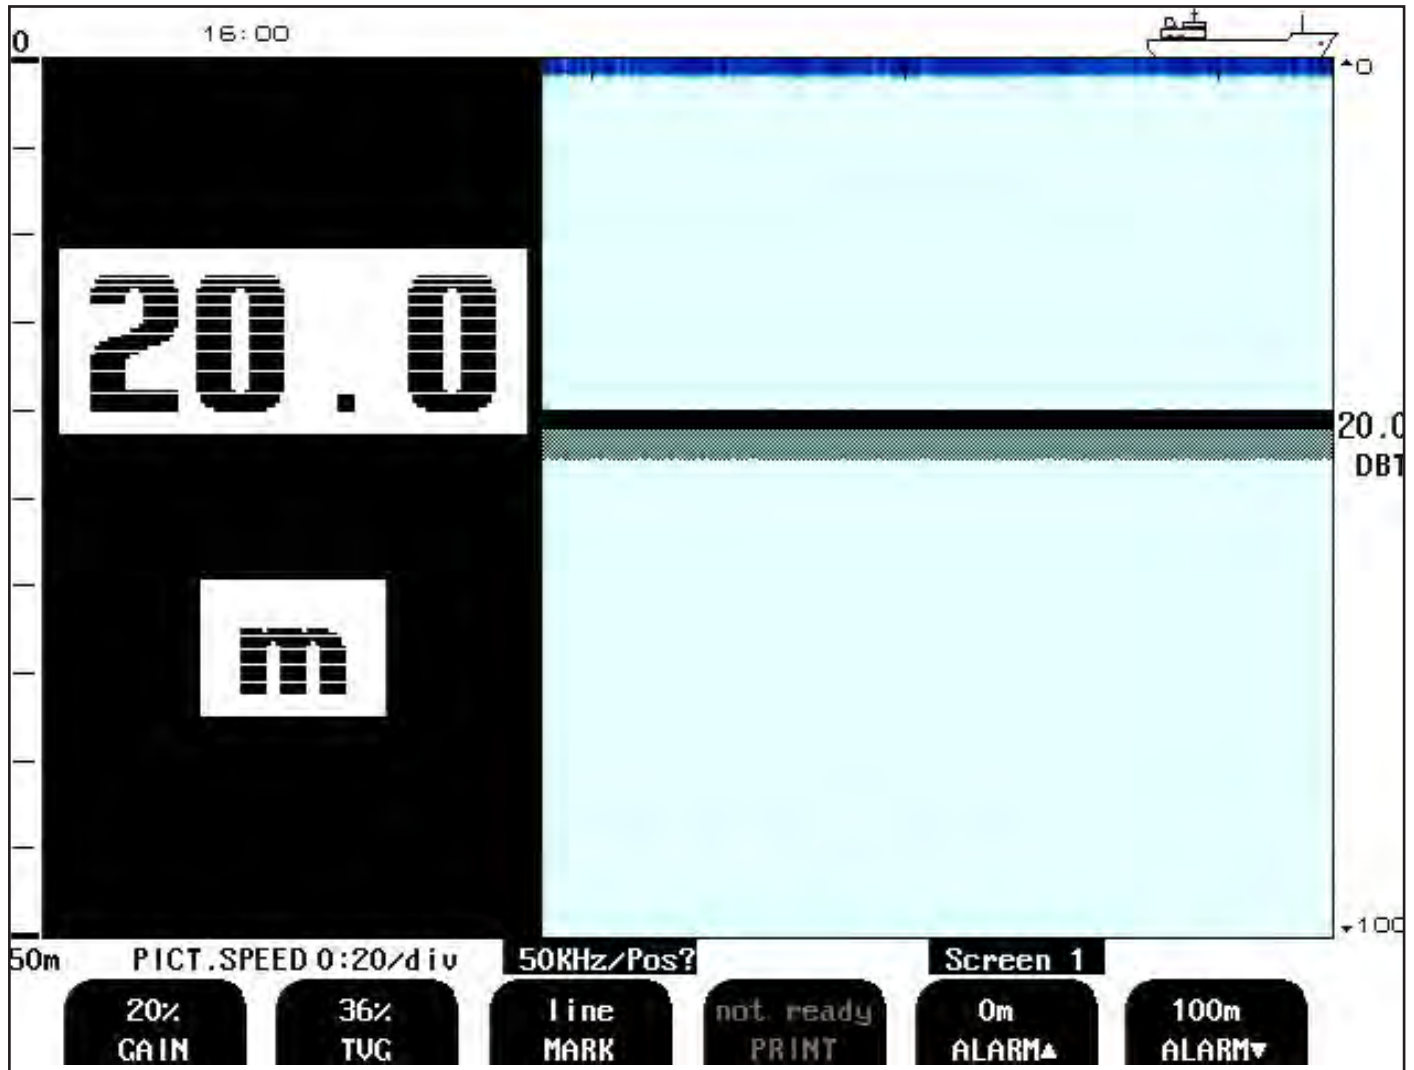 0
16:00
▲0
20.0
20.0
DBT
m
▼100
50m
PICT.SPEED 0:20/div
50KHz/Pos?
Screen 1
20%
GAIN
36%
TVG
line
MARK
not ready
PRINT
0m
ALARM▲
100m
ALARM▼